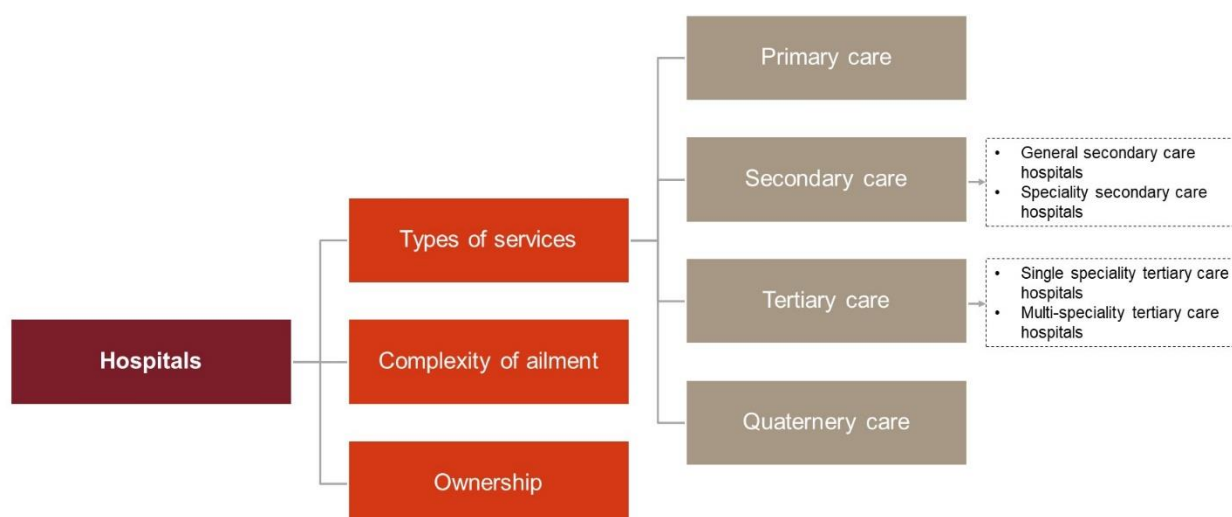 Hospitals
Types of services
Complexity of ailment
Ownership
Primary care
Secondary care
Tertiary care
Quaternery care
• General secondary care
hospitals
• Speciality secondary care
hospitals
• Single speciality tertiary care
hospitals
• Multi-speciality tertiary care
hospitals